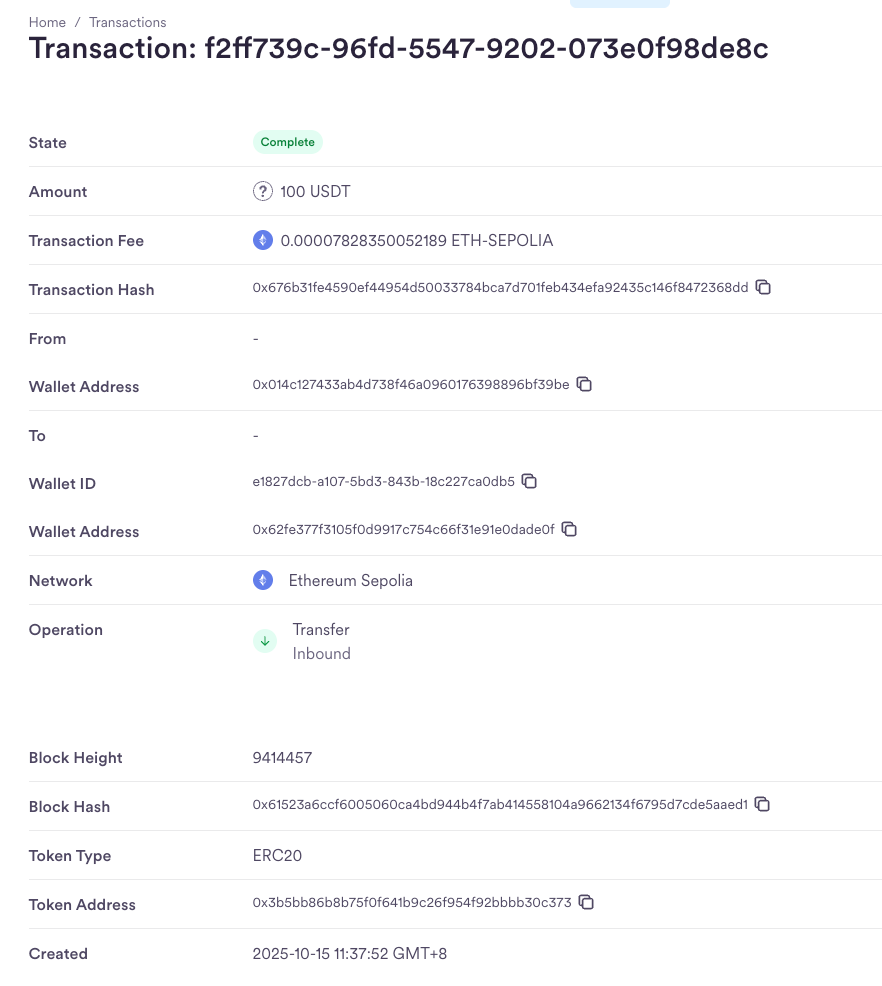 Home / Transactions
Transaction: f2ff739c-96fd-5547-9202-073e0f98de8c
State Complete
Amount ? 100 USDT
Transaction Fee 0.00007828350052189 ETH-SEPOLIA
Transaction Hash 0x676b31fe4590ef44954d50033784bca7d701feb434efa92435c146f8472368dd
From -
Wallet Address 0x014c127433ab4d738f46a0960176398896bf39be
To -
Wallet ID e1827dcb-a107-5bd3-843b-18c227ca0db5
Wallet Address 0x62fe377f3105f0d9917c754c66f31e91e0dade0f
Network Ethereum Sepolia
Operation Transfer
Inbound
Block Height 9414457
Block Hash 0x61523a6ccf6005060ca4bd944b4f7ab414558104a9662134f6795d7cde5aaed1
Token Type ERC20
Token Address 0x3b5bb86b8b75f0f641b9c26f954f92bbbb30c373
Created 2025-10-15 11:37:52 GMT+8